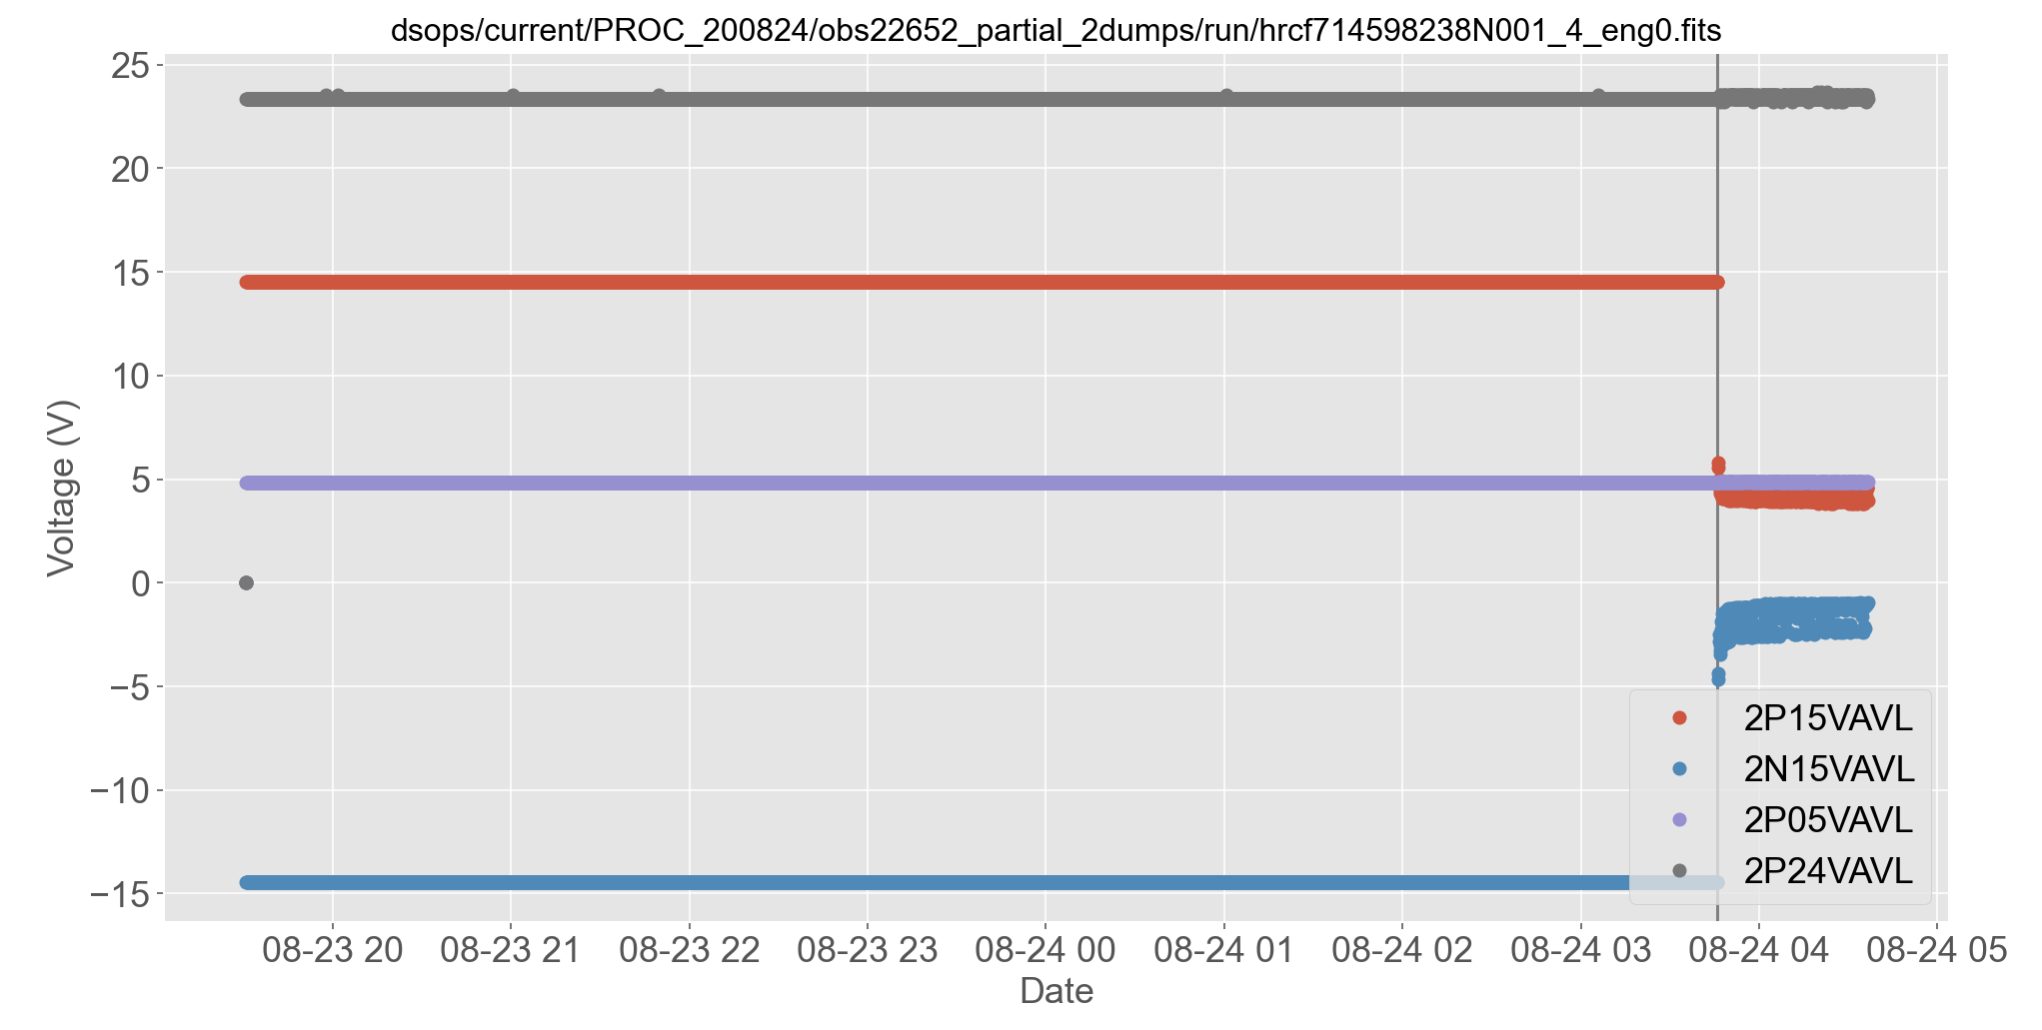 dsops/current/PROC_200824/obs22652_partial_2dumps/run/hrcf714598238N001_4_eng0.fits
25
20
15
10
5
0
−5
−10
−15
Voltage (V)
2P15VAVL
2N15VAVL
2P05VAVL
2P24VAVL
08-23 20 08-23 21 08-23 22 08-23 23 08-24 00 08-24 01 08-24 02 08-24 03 08-24 04 08-24 05
Date